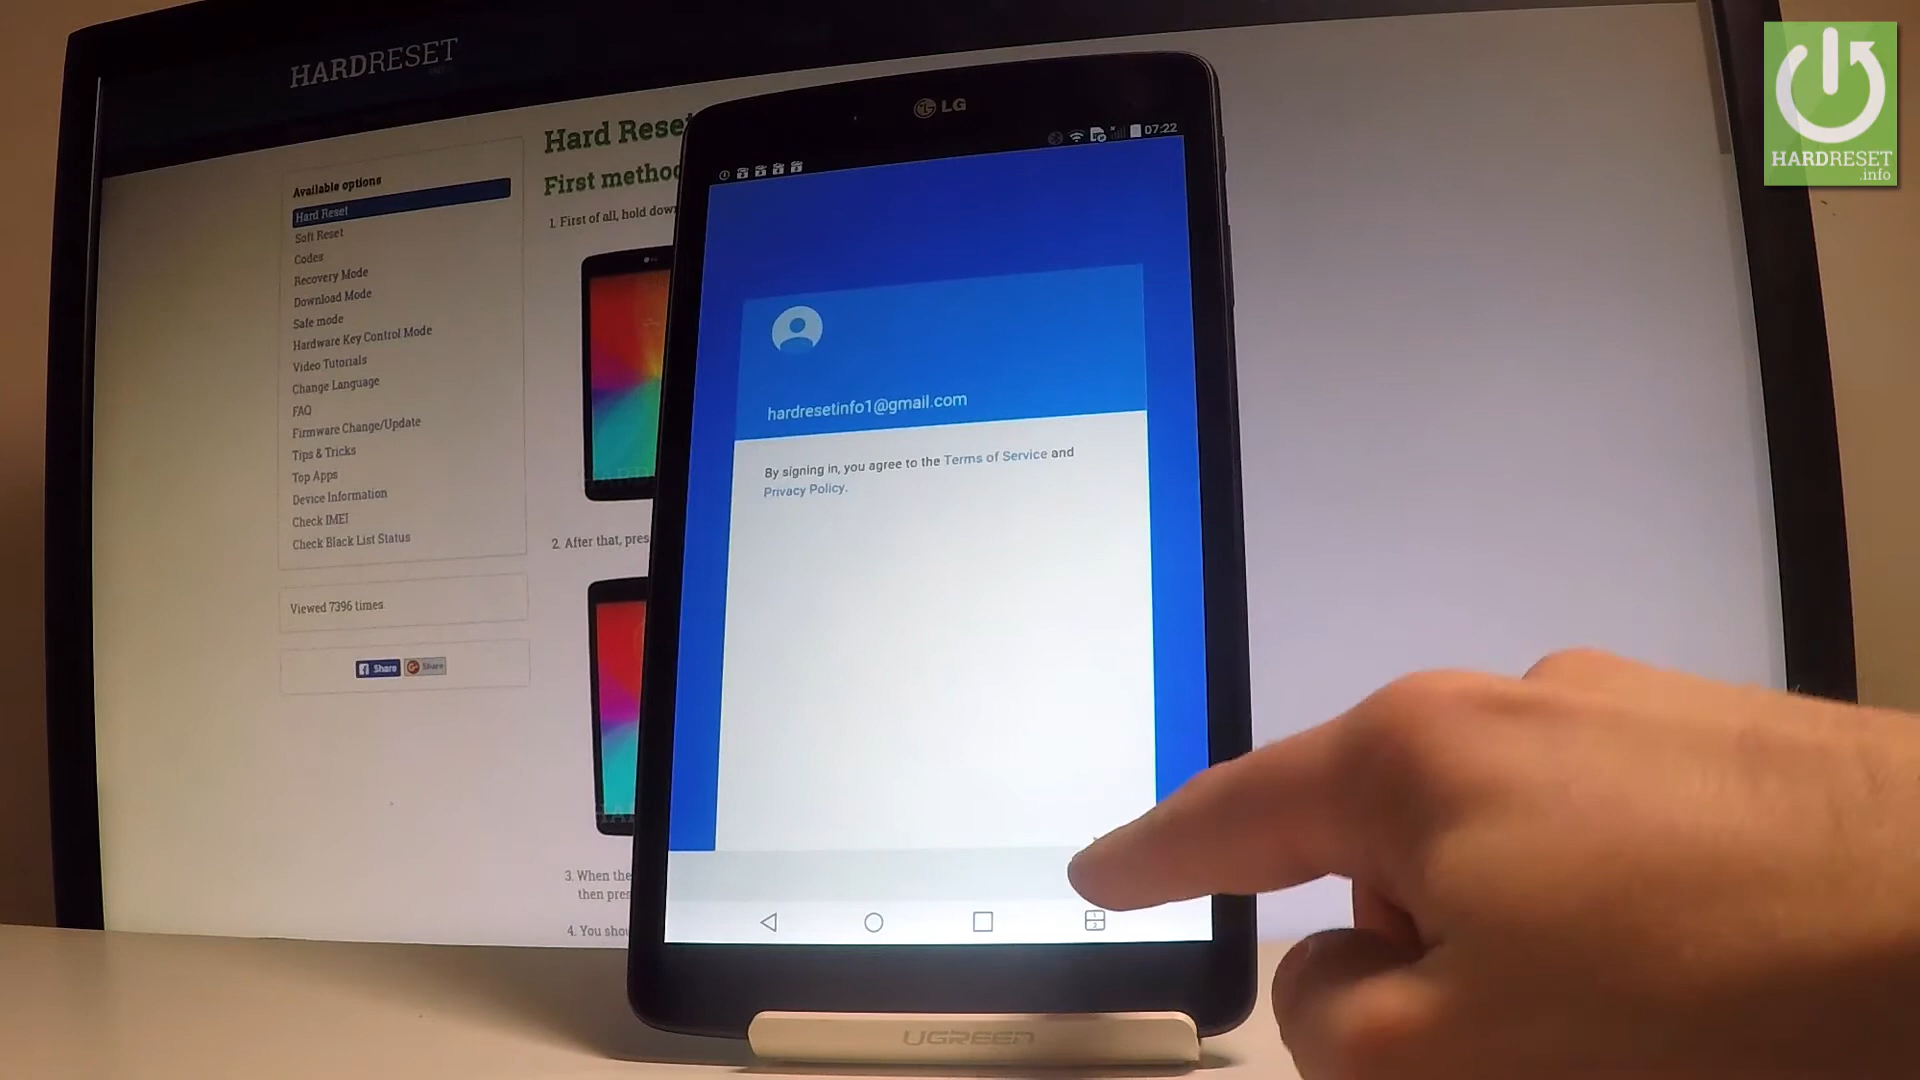 HARDRESET
Available options
Hard Reset
Soft Reset
Codes
Recovery Mode
Download Mode
Safe mode
Hardware Key Control Mode
Video Tutorials
Change Language
FAQ
Firmware Change/Update
Tips & Tricks
Top Apps
Device Information
Check IMEI
Check Black List Status
Viewed 7396 times
Share
Share
Hard Reset
First method
1. First of all, hold down
2. After that, pres
3. When the
then pres
4. You shou
LG
07:22
hardresetinfo1@gmail.com
By signing in, you agree to the Terms of Service and
Privacy Policy.
UGREEN
HARDRESET
.info